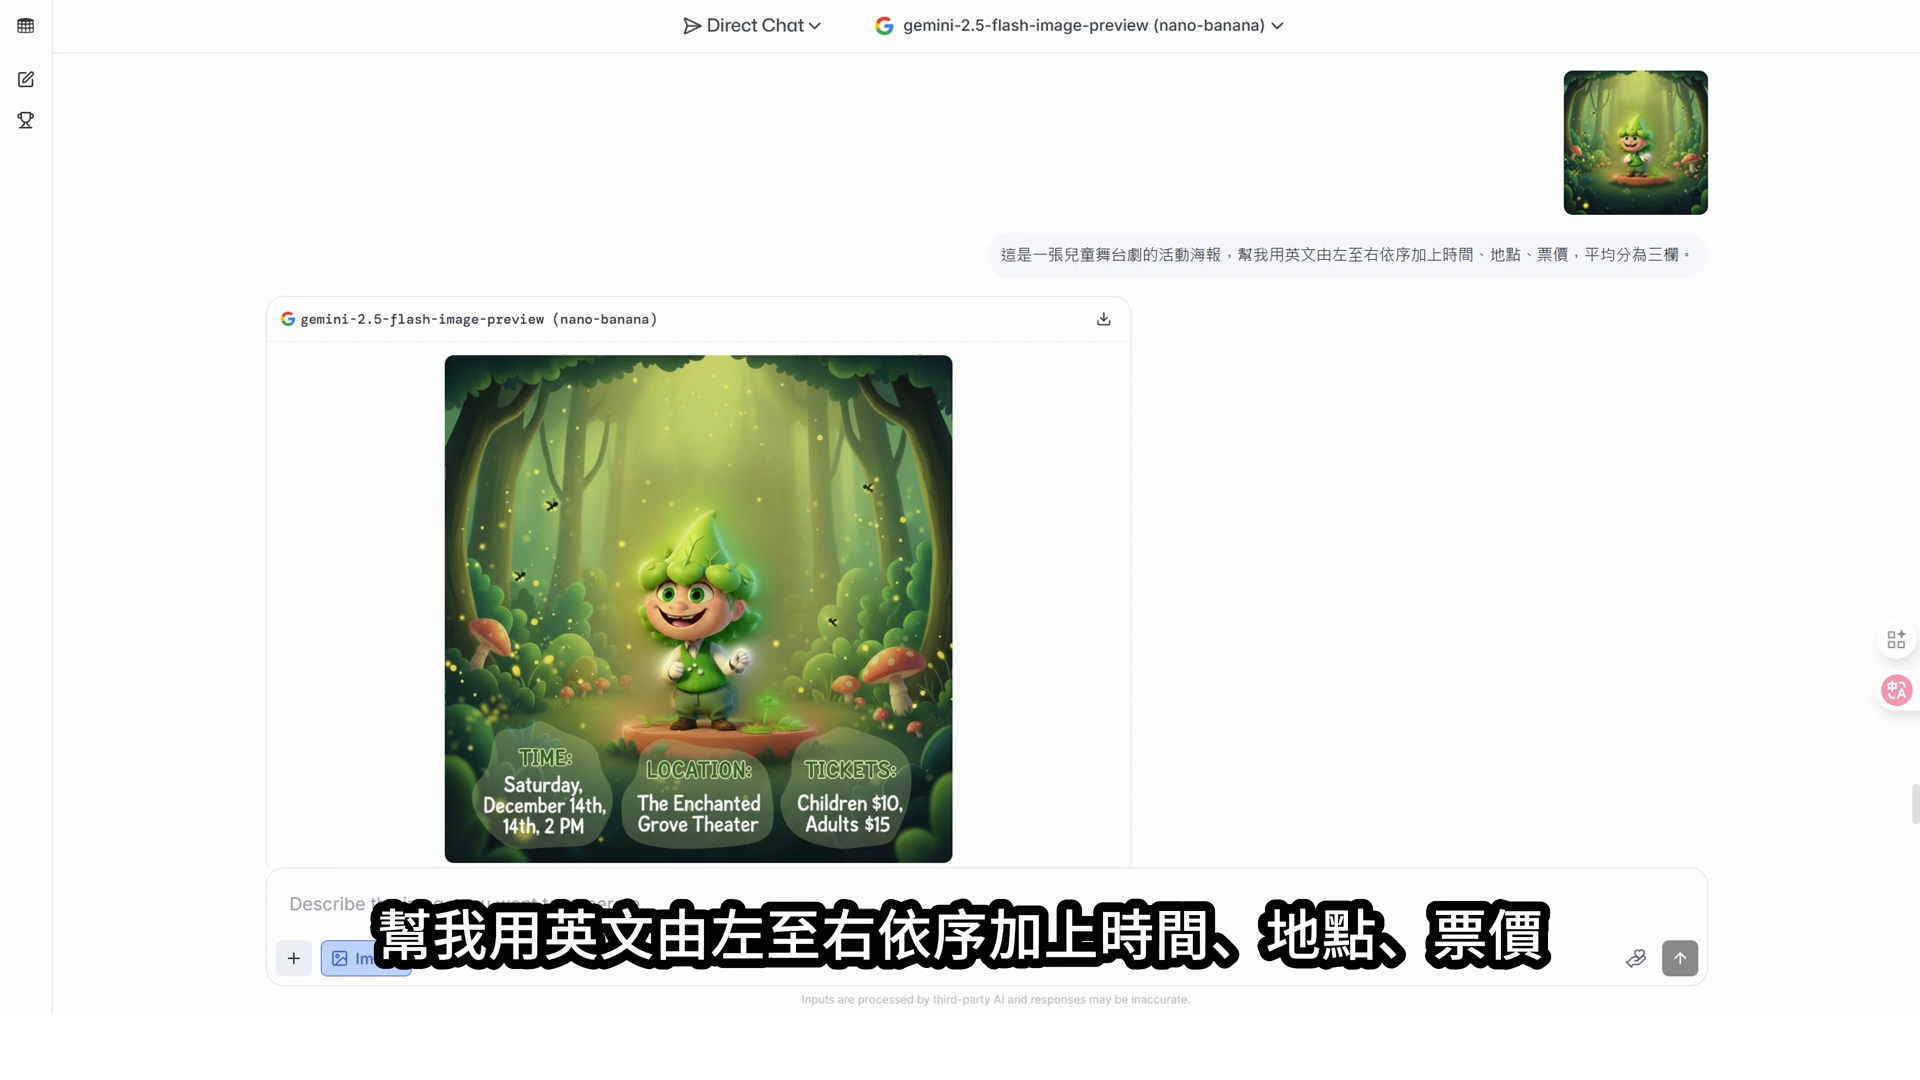 Direct Chat
gemini-2.5-flash-image-preview (nano-banana)
這是一張兒童舞台劇的活動海報，幫我用英文由左至右依序加上時間、地點、票價，平均分為三欄。
gemini-2.5-flash-image-preview (nano-banana)
TIME:
Saturday,
December 14th,
14th, 2 PM
LOCATION:
The Enchanted
Grove Theater
TICKETS:
Children $10,
Adults $15
Describe
幫我用英文由左至右依序加上時間、地點、票價
Im
Inputs are processed by third-party AI and responses may be inaccurate.
中A